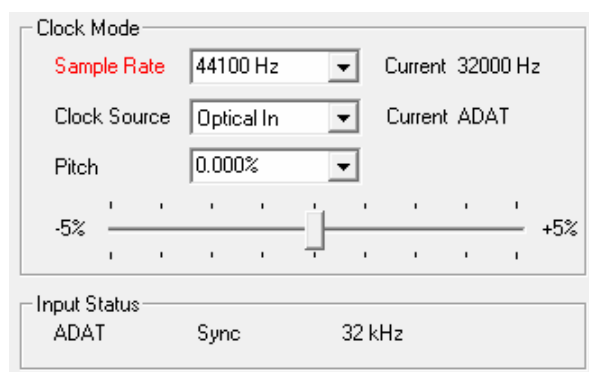 Clock Mode
Sample Rate 44100 Hz Current 32000 Hz
Clock Source Optical In Current ADAT
Pitch 0.000%
-5% +5%
Input Status
ADAT Sync 32 kHz